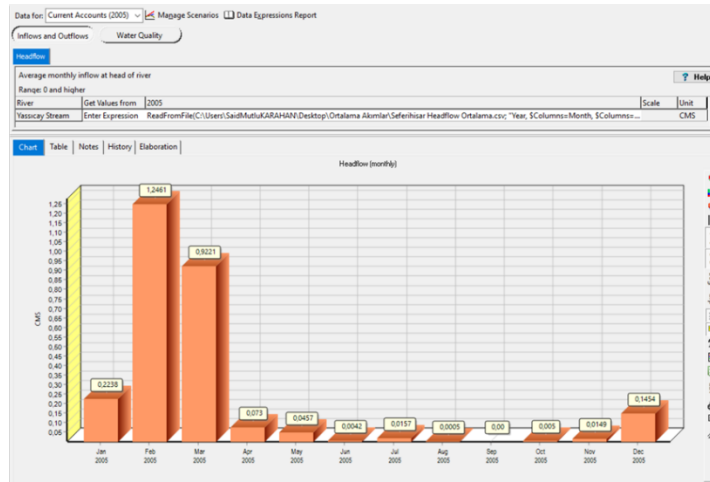 Data for: Current Accounts (2005) Manage Scenarios Data Expressions Report
Inflows and Outflows Water Quality
Headflow
Average monthly inflow at head of river
? Help
Range: 0 and higher
River Get Values from 2005 Scale Unit
Yassicay Stream Enter Expression ReadFromFile(C:\Users\SaidMutluKARAHAN\Desktop\Ortalama Akımlar\Seferihisar Headflow Ortalama.csv; "Year, $Columns=Month, $Columns=... CMS
Chart Table Notes History Elaboration
Headflow (monthly)
1,2461
1,25
1,20
1,15
1,10
1,05
1,00
0,95
0,90
0,85
0,80
0,75
0,70
0,65
0,60
0,55
0,50
0,45
0,40
0,35
0,30
0,25
0,20
0,15
0,10
0,05
CMS
0,9221
0,2238
0,073
0,0457
0,0042
0,0157
0,0005
0,00
0,005
0,0149
0,1454
Jan Feb Mar Apr May Jun Jul Aug Sep Oct Nov Dec
2005 2005 2005 2005 2005 2005 2005 2005 2005 2005 2005 2005